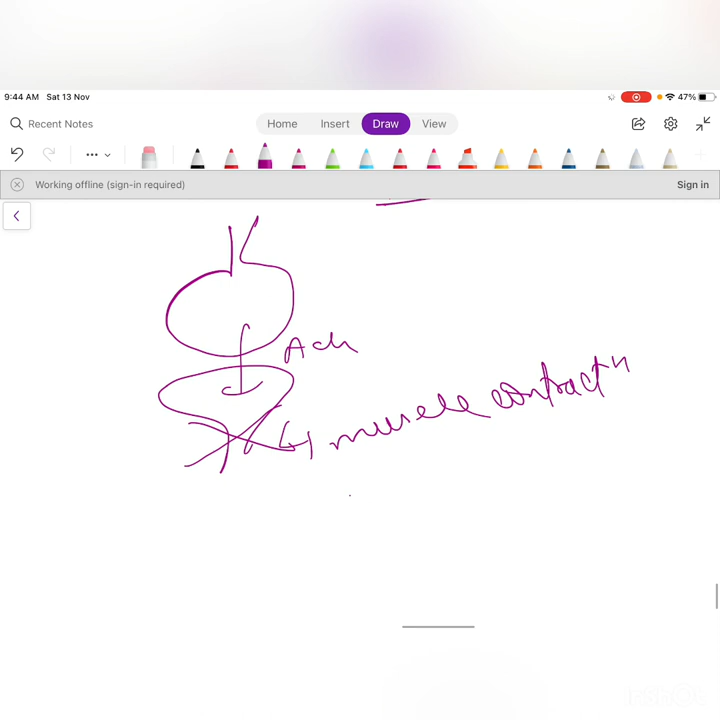 9:44 AM Sat 13 Nov 47%
Recent Notes Home Insert Draw View
Working offline (sign-in required) Sign in
Ach
muscle contractⁿ